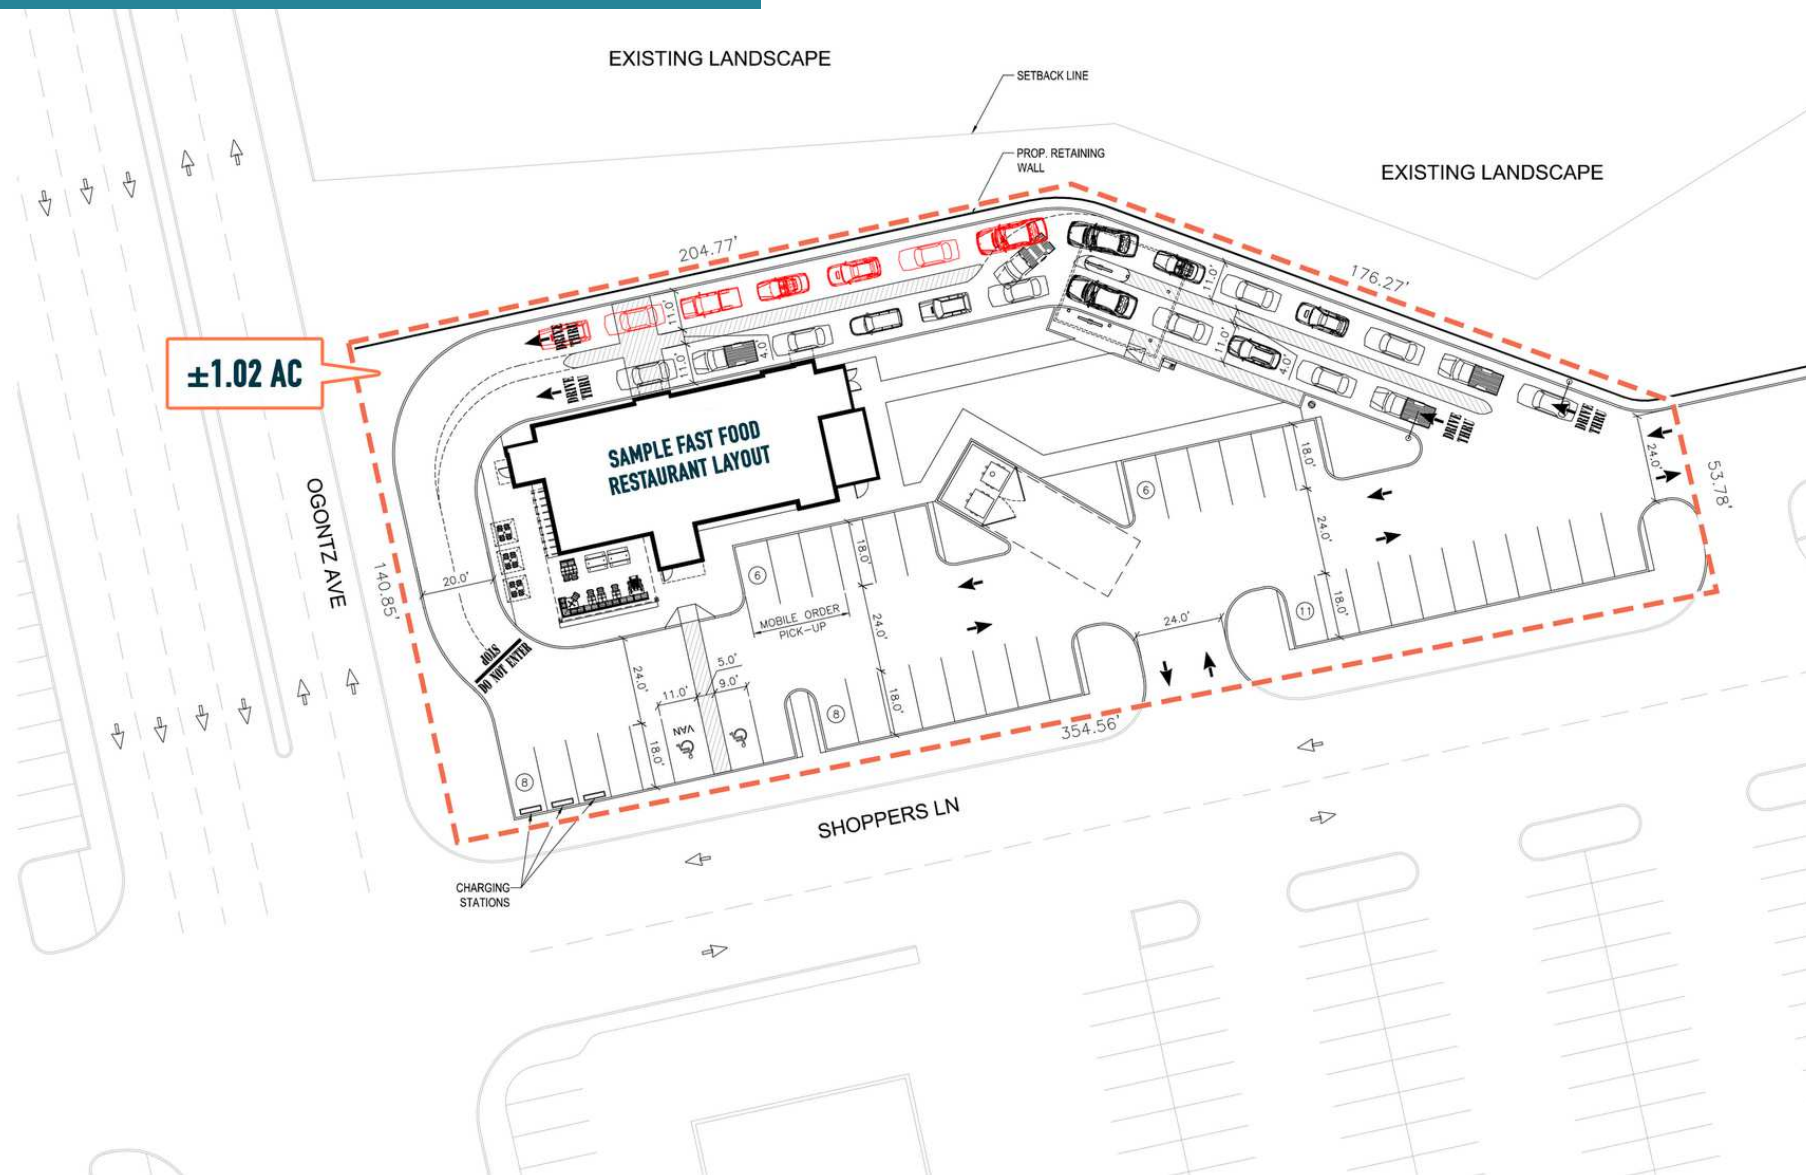 EXISTING LANDSCAPE
SETBACK LINE
PROP. RETAINING
WALL
EXISTING LANDSCAPE
204.77'
176.27'
±1.02 AC
11.0'
11.0'
4.0'
11.0'
11.0'
4.0'
DRIVE
THRU
DRIVE
THRU
DRIVE
THRU
DRIVE
THRU
SAMPLE FAST FOOD
RESTAURANT LAYOUT
24.0'
53.78'
18.0'
6
24.0'
18.0'
11
OGONTZ AVE
140.85'
20.0'
STOP
DO NOT ENTER
6
MOBILE ORDER
PICK-UP
18.0'
24.0'
18.0'
24.0'
24.0'
5.0'
11.0'
9.0'
VAN
18.0'
8
8
354.56'
SHOPPERS LN
CHARGING
STATIONS